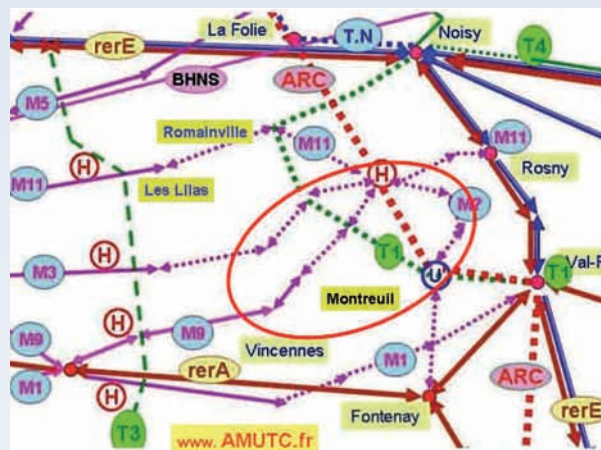 La Folie
T.N
Noisy
rerE
T4
BHNS
ARC
M5
Romainville
M11
M11
H
H
Rosny
M11
Les Lilas
M?
H
M3
T1
U
T1
Val-F
Montreuil
H
M9
M9
Vincennes
M1
M1
rerA
ARC
H
Fontenay
rerE
T3
www. AMUTC.fr